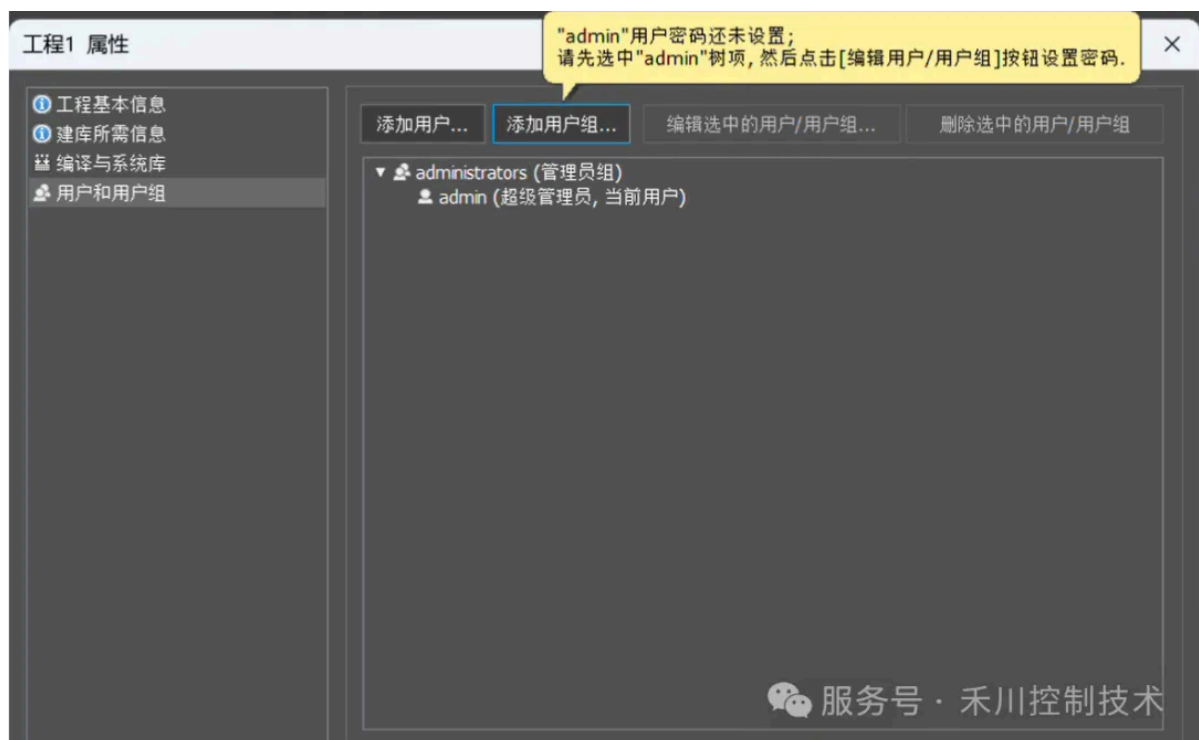 工程1 属性
"admin"用户密码还未设置;
请先选中"admin"树项, 然后点击[编辑用户/用户组]按钮设置密码.
工程基本信息
建库所需信息
编译与系统库
用户和用户组
添加用户... 添加用户组... 编辑选中的用户/用户组... 删除选中的用户/用户组
administrators (管理员组)
admin (超级管理员, 当前用户)
服务号 · 禾川控制技术